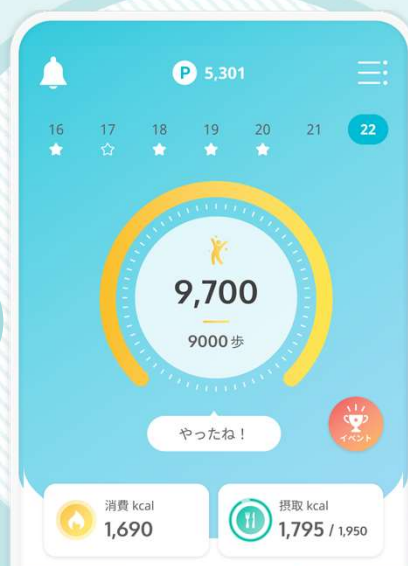 P 5,301
16 17 18 19 20 21 22
9,700
9000 歩
やったね！
イベント
消費 kcal
1,690
摂取 kcal
1,795 / 1,950